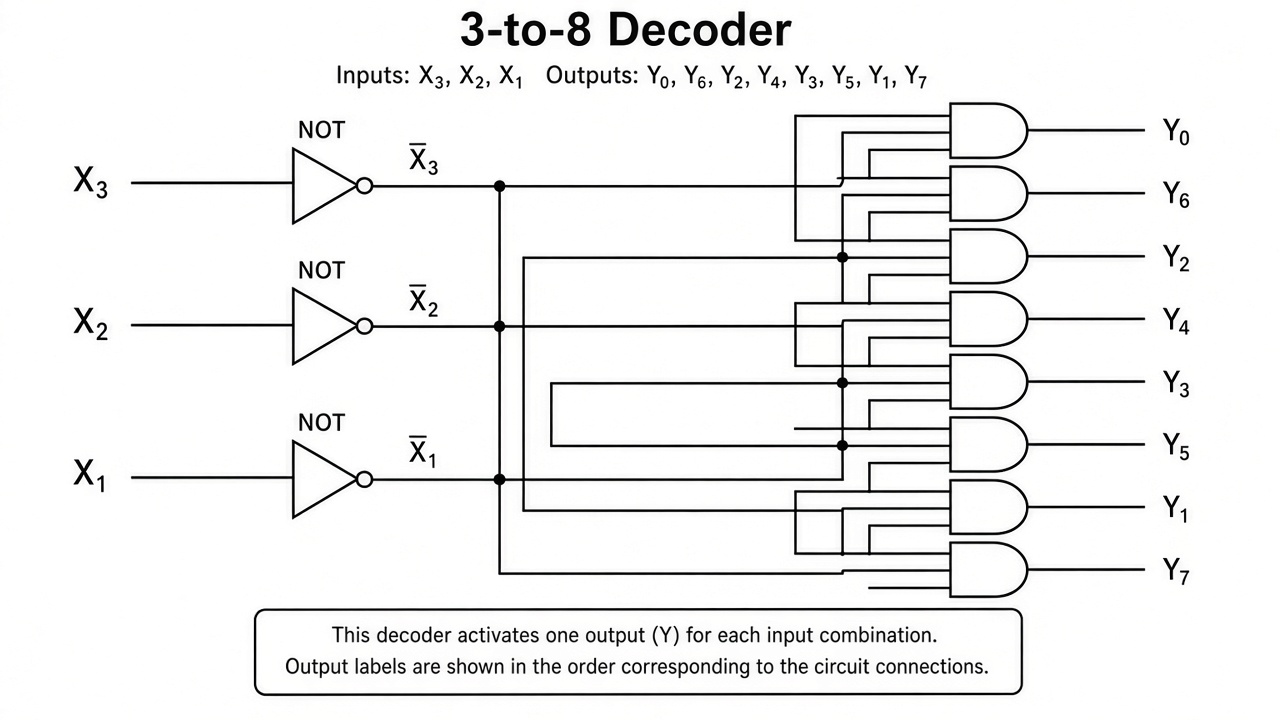 3-to-8 Decoder
Inputs: X₃, X₂, X₁ Outputs: Y₀, Y₆, Y₂, Y₄, Y₃, Y₅, Y₁, Y₇
NOT
X₃
X̅₃
NOT
X₂
X̅₂
NOT
X₁
X̅₁
Y₀
Y₆
Y₂
Y₄
Y₃
Y₅
Y₁
Y₇
This decoder activates one output (Y) for each input combination.
Output labels are shown in the order corresponding to the circuit connections.